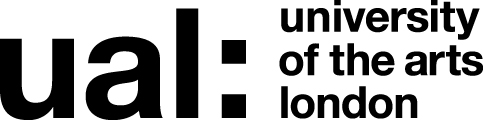 ual:
university
of the arts
london